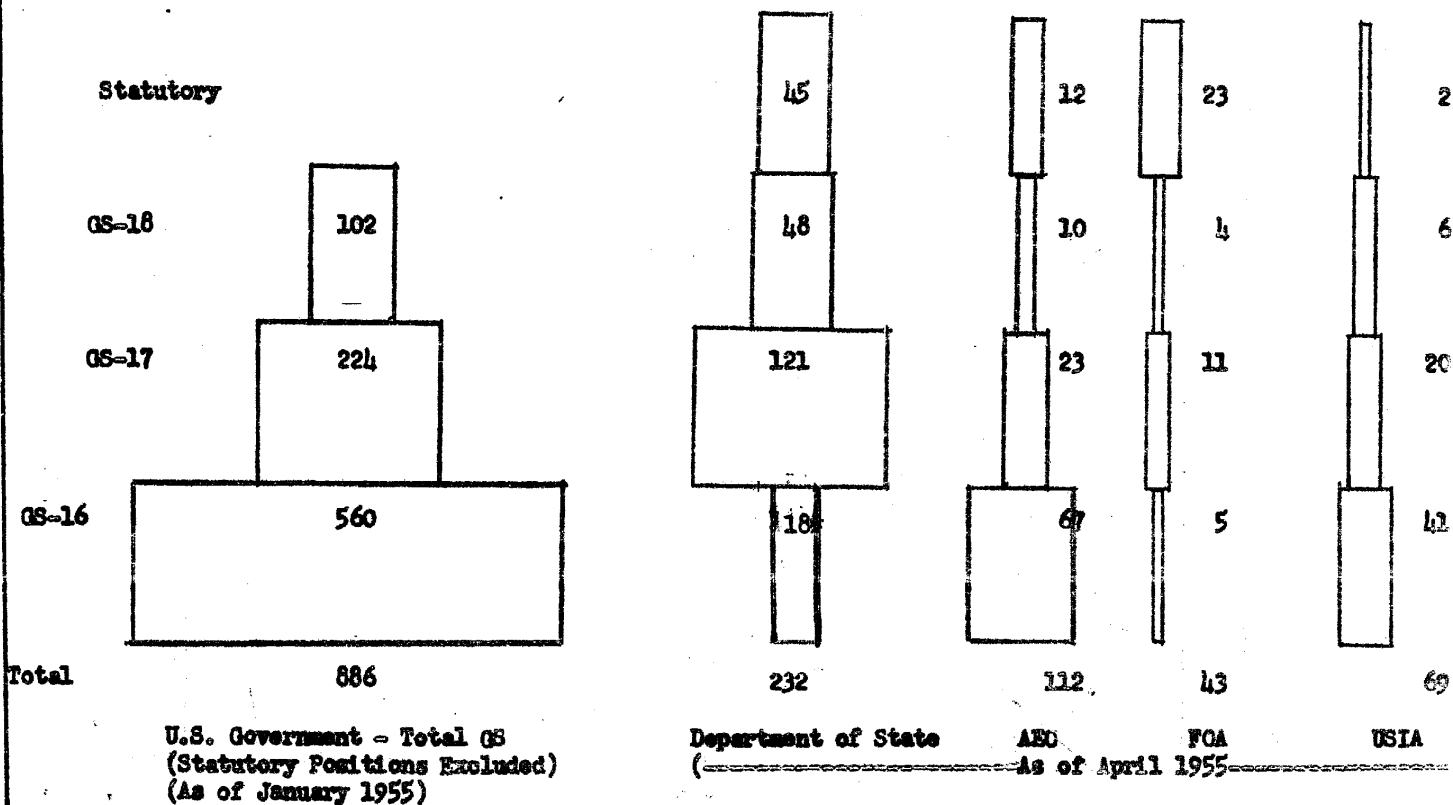 Statutory 45 12 23 2
GS-18 102 48 10 4 6
GS-17 224 121 23 11 20
GS-16 560 18 67 5 41
Total 886 232 112 43 69
U.S. Government - Total GS
(Statutory Positions Excluded)
(As of January 1955)
Department of State AEC FOA USIA
(----------------As of April 1955----------------